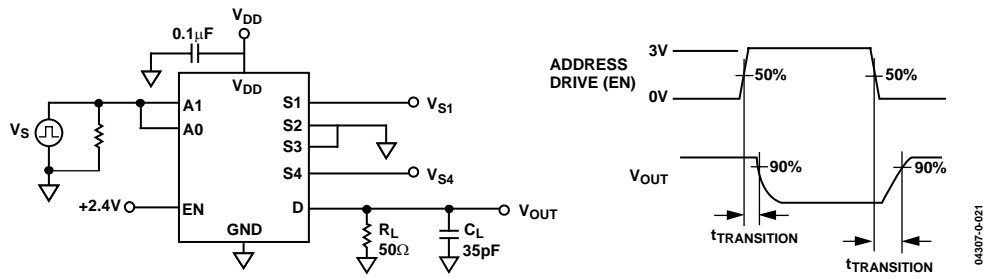 V_DD
0.1µF
V_DD
A1
A0
V_S
+2.4V
EN
GND
S1
S2
S3
S4
D
V_S1
V_S4
V_OUT
R_L
50Ω
C_L
35pF
ADDRESS
DRIVE (EN)
3V
0V
50%
50%
V_OUT
90%
90%
t_TRANSITION
t_TRANSITION
04307-0-021